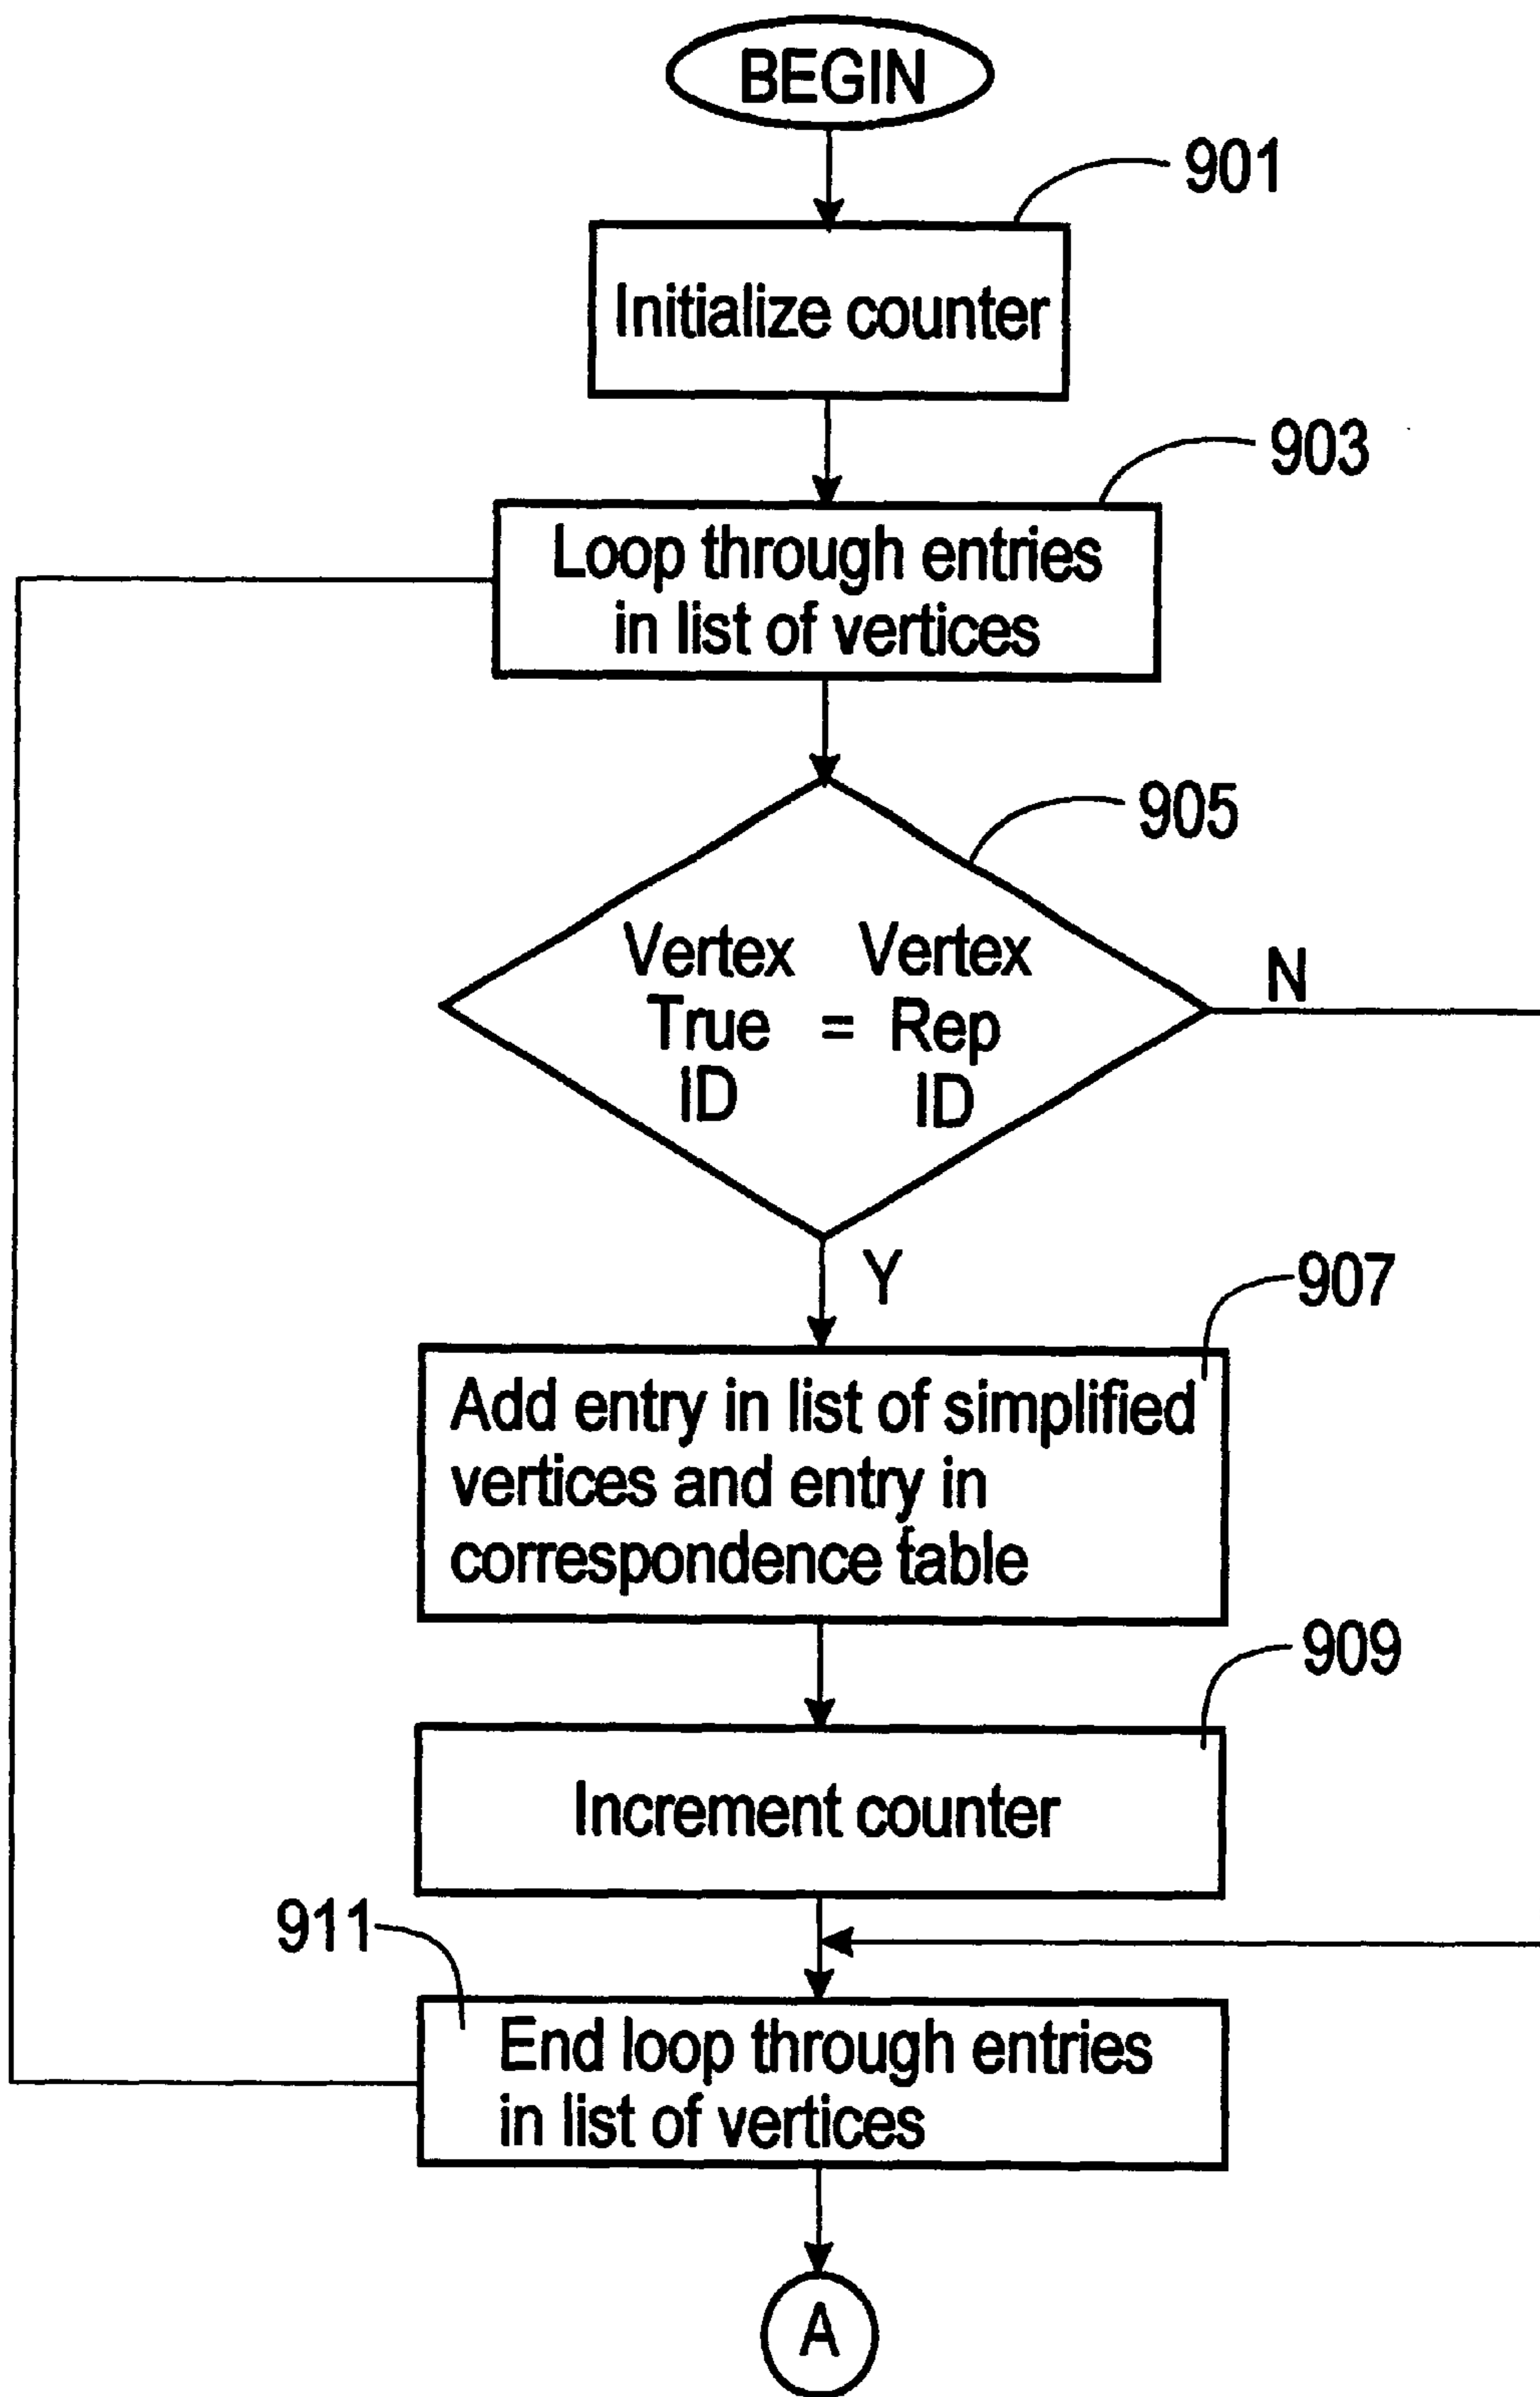 BEGIN
901
Initialize counter
903
Loop through entries
in list of vertices
905
Vertex Vertex
True = Rep
ID ID
N
Y
907
Add entry in list of simplified
vertices and entry in
correspondence table
909
Increment counter
911
End loop through entries
in list of vertices
A